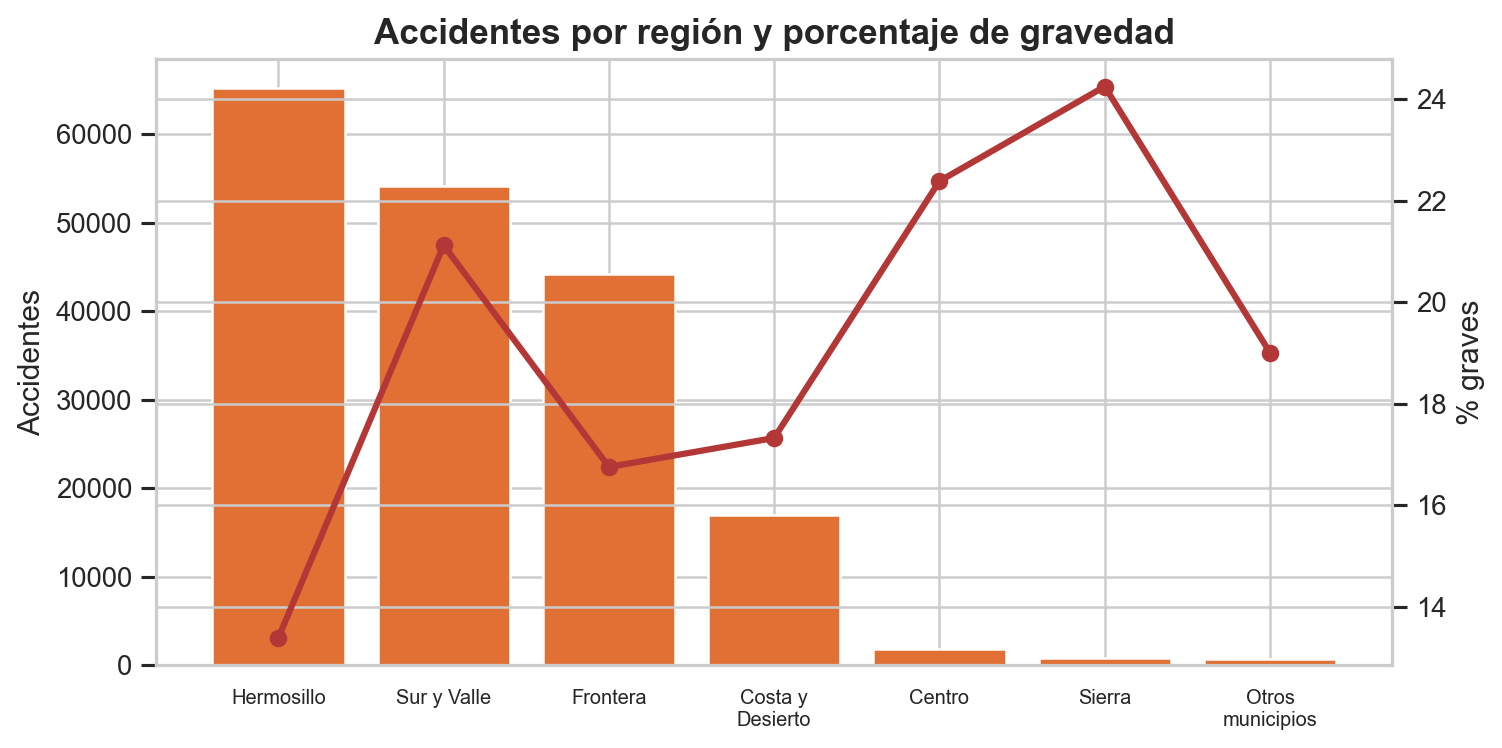 Accidentes por región y porcentaje de gravedad
Accidentes
60000
50000
40000
30000
20000
10000
0
24
22
20
18
16
14
% graves
Hermosillo
Sur y Valle
Frontera
Costa y
Desierto
Centro
Sierra
Otros
municipios